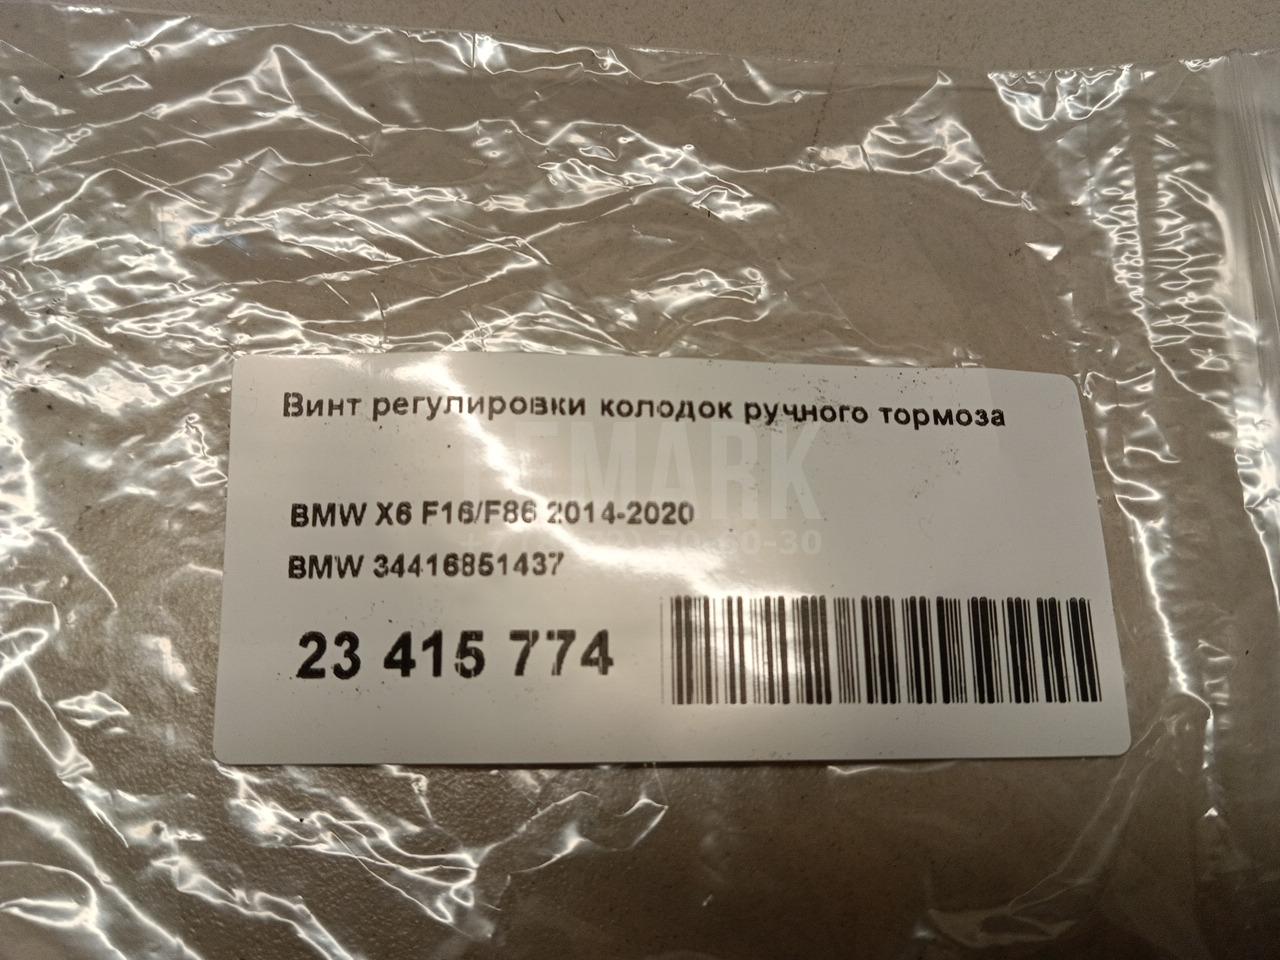 Винт регулировки колодок ручного тормоза
BMW X6 F16/F86 2014-2020
BMW 34416851437
23 415 774